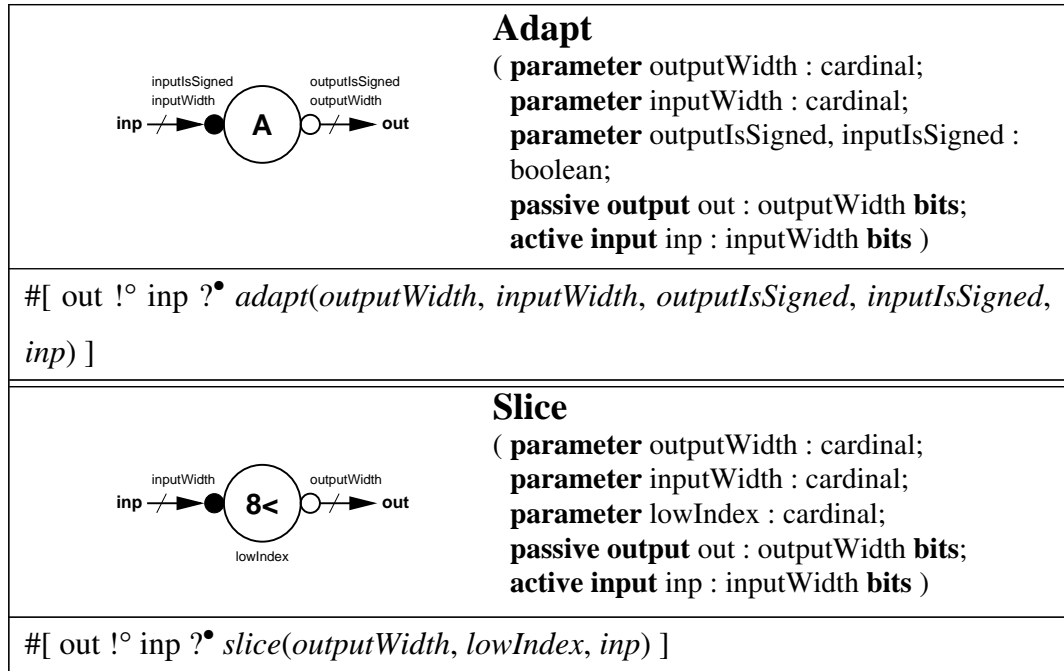 Adapt
( parameter outputWidth : cardinal;
parameter inputWidth : cardinal;
parameter outputIsSigned, inputIsSigned :
boolean;
passive output out : outputWidth bits;
active input inp : inputWidth bits )
inputIsSigned
inputWidth
outputIsSigned
outputWidth
inp
A
out
#[ out !° inp ?• adapt(outputWidth, inputWidth, outputIsSigned, inputIsSigned,
inp) ]
Slice
( parameter outputWidth : cardinal;
parameter inputWidth : cardinal;
parameter lowIndex : cardinal;
passive output out : outputWidth bits;
active input inp : inputWidth bits )
inputWidth
outputWidth
inp
8<
out
lowIndex
#[ out !° inp ?• slice(outputWidth, lowIndex, inp) ]